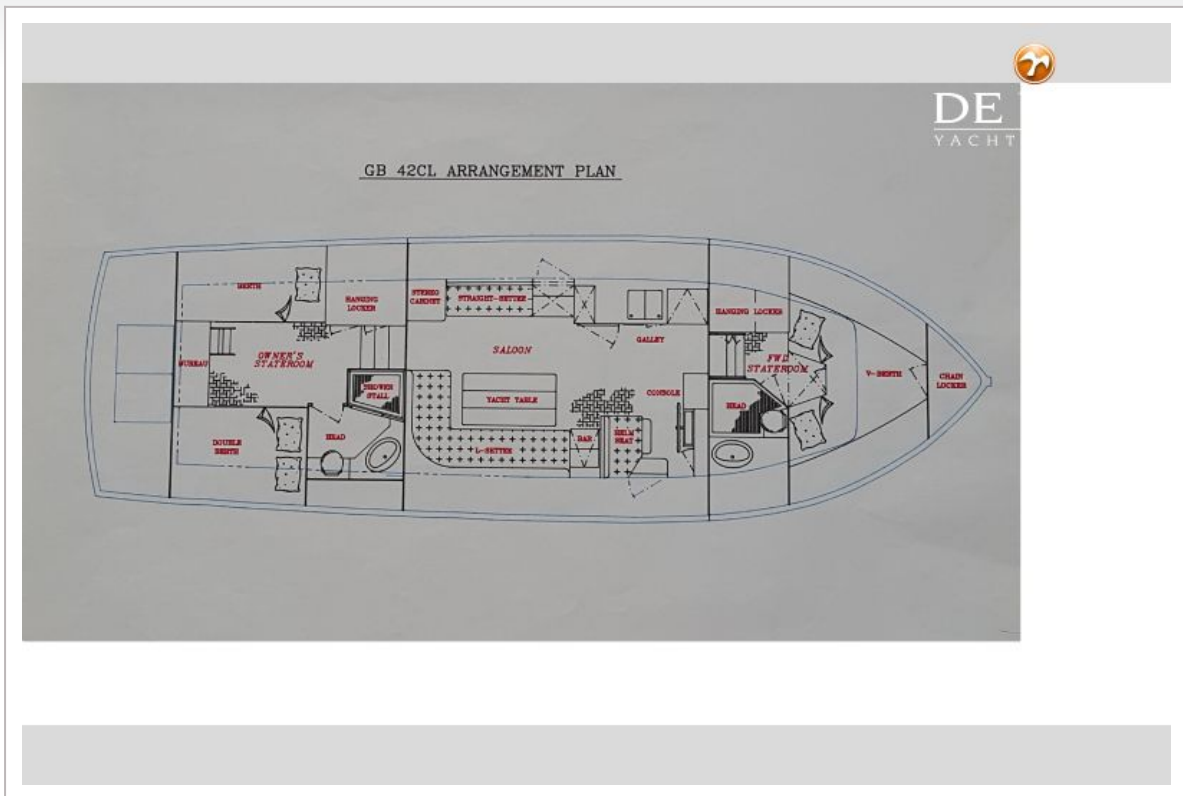 DE
YACHT
GB 42CL ARRANGEMENT PLAN
BERTH
HANGING
LOCKER
STEREO
CABINET
STRAIGHT-SETTEE
HANGING LOCKER
GALLEY
SALOON
OWNER'S
STATEROOM
BUREAU
FWD
STATEROOM
V-BERTH
CHAIN
LOCKER
SHOWER
STALL
YACHT TABLE
CONSOLE
HEAD
DOUBLE
BERTH
HEAD
L-SETTEE
BAR
HELM
SEAT